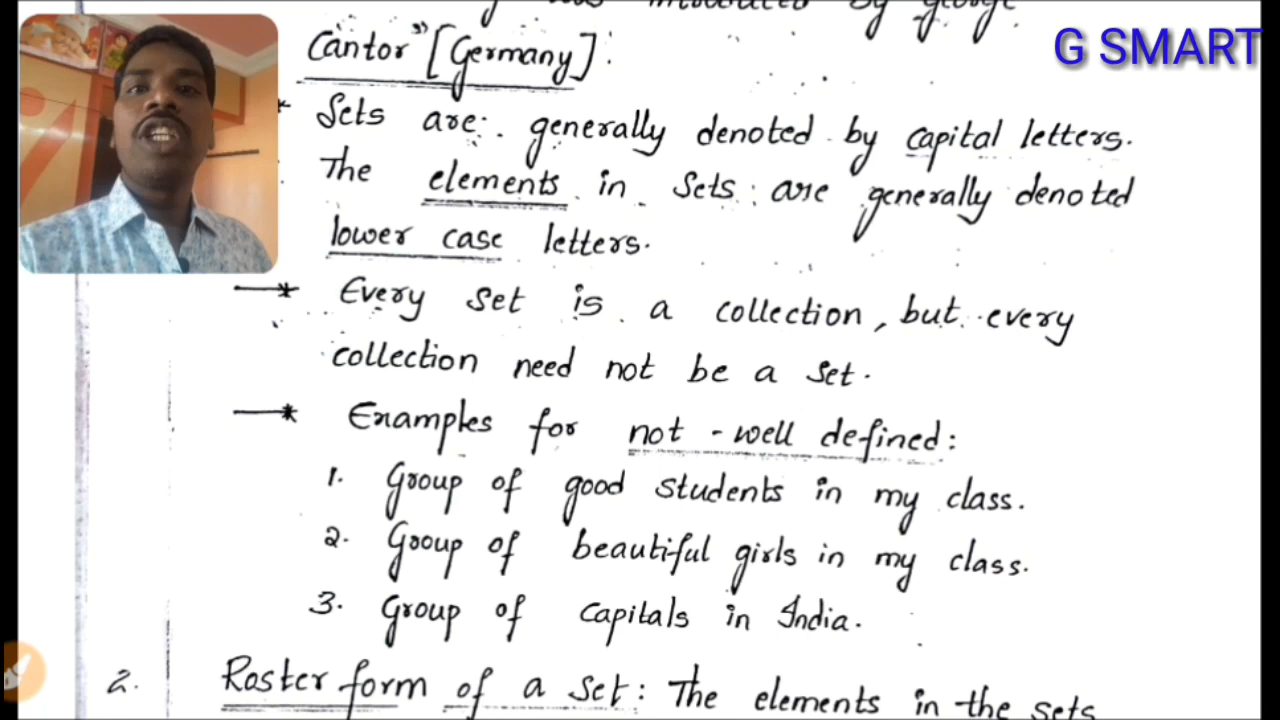 G SMART
Cantor" [Germany] :
* Sets are generally denoted by capital letters.
The elements in sets are generally denoted
lower case letters.
→* Every set is a collection, but every
collection need not be a set.
→* Examples for not - well defined :
1. Group of good students in my class.
2. Group of beautiful girls in my class.
3. Group of capitals in India.
2. Roster form of a set : The elements in the sets